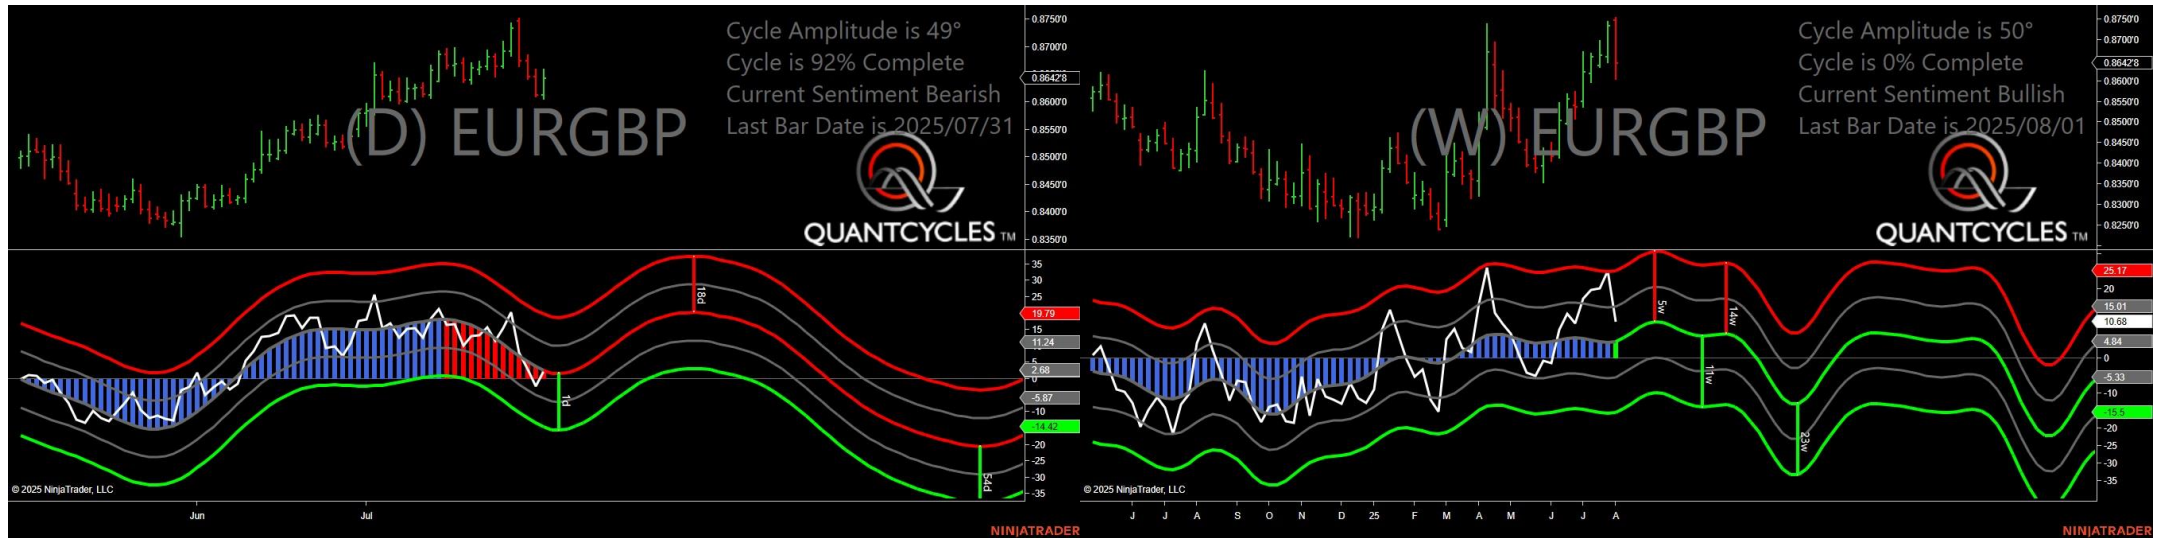 Cycle Amplitude is 49°
Cycle is 92% Complete
Current Sentiment Bearish
Last Bar Date is 2025/07/31
(D) EURGBP
QUANTCYCLES TM
0.8750'0
0.8700'0
0.8642'8
0.8600'0
0.8550'0
0.8500'0
0.8450'0
0.8400'0
0.8350'0
35
30
25
19.79
15
11.24
5
2.68
0
-5.87
-10
-14.42
-20
-25
-30
-35
18d
1d
54d
© 2025 NinjaTrader, LLC
Jun
Jul
NINJATRADER
Cycle Amplitude is 50°
Cycle is 0% Complete
Current Sentiment Bullish
Last Bar Date is 2025/08/01
(W) EURGBP
QUANTCYCLES TM
0.8750'0
0.8700'0
0.8642'8
0.8600'0
0.8550'0
0.8500'0
0.8450'0
0.8400'0
0.8350'0
0.8300'0
0.8250'0
25.17
20
15.01
10.68
4.84
0
-5.33
-10
-15.5
-20
-25
-30
-35
5w
14w
11w
23w
© 2025 NinjaTrader, LLC
J
J
A
S
O
N
D
25
F
M
A
M
J
J
A
NINJATRADER